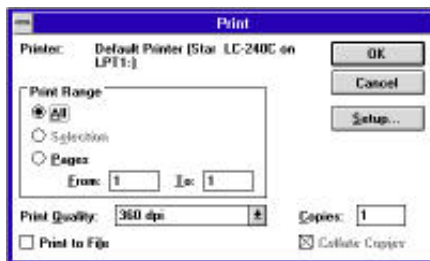 Print
Printer: Default Printer (Star LC-240C on
LPT1:)
OK
Cancel
Setup...
Print Range
All
Selection
Pages
From: 1 To: 1
Print Quality: 360 dpi
Copies: 1
Print to File
Collate Copies